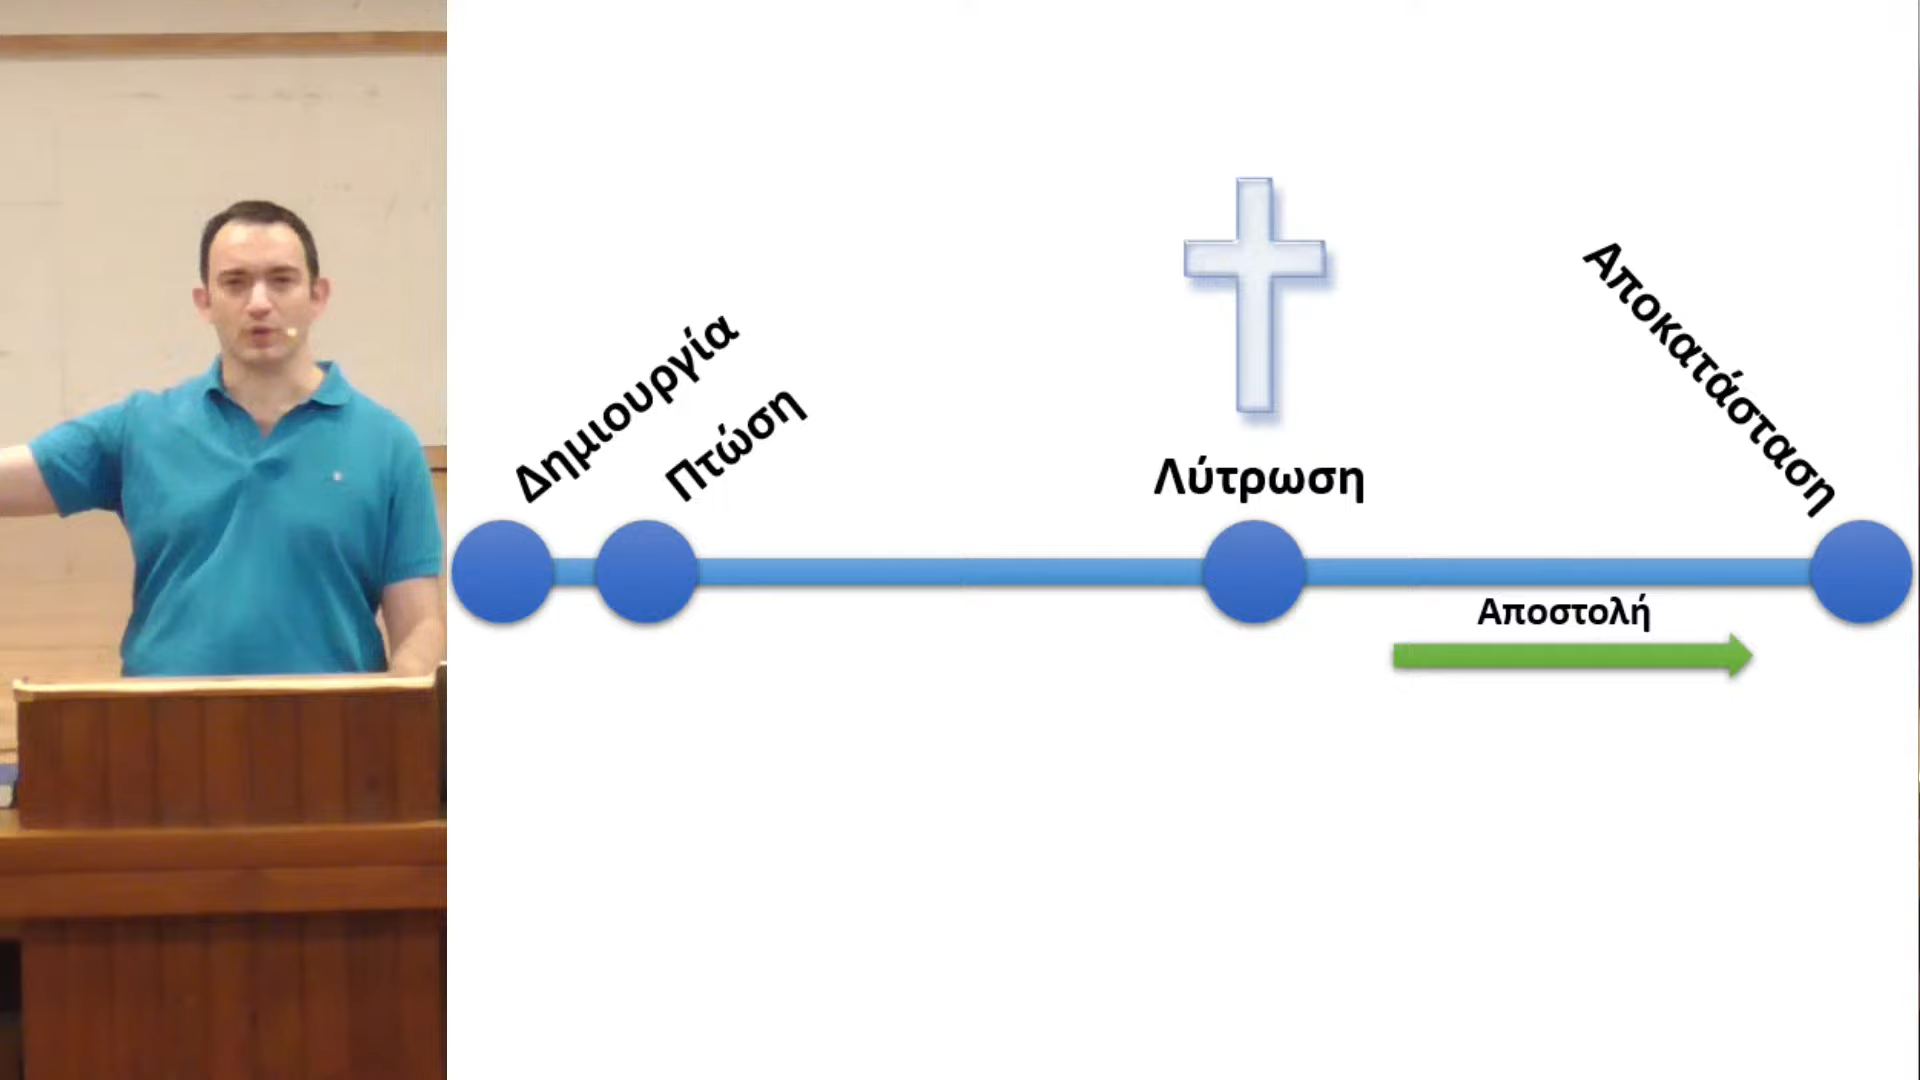 Δημιουργία
Πτώση
Λύτρωση
Αποκατάσταση
Αποστολή